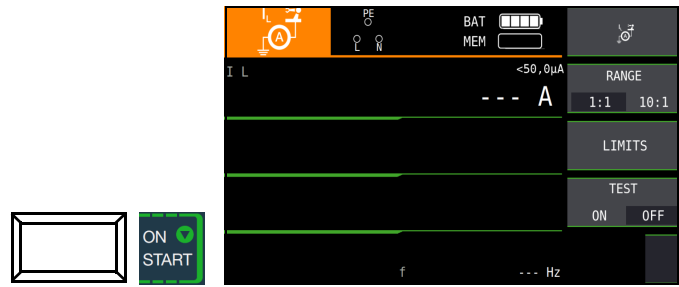 ON
START
I L
A
PE
L N
BAT
MEM
I L
<50,0µA
--- A
f --- Hz
RANGE
1:1 10:1
LIMITS
TEST
ON OFF